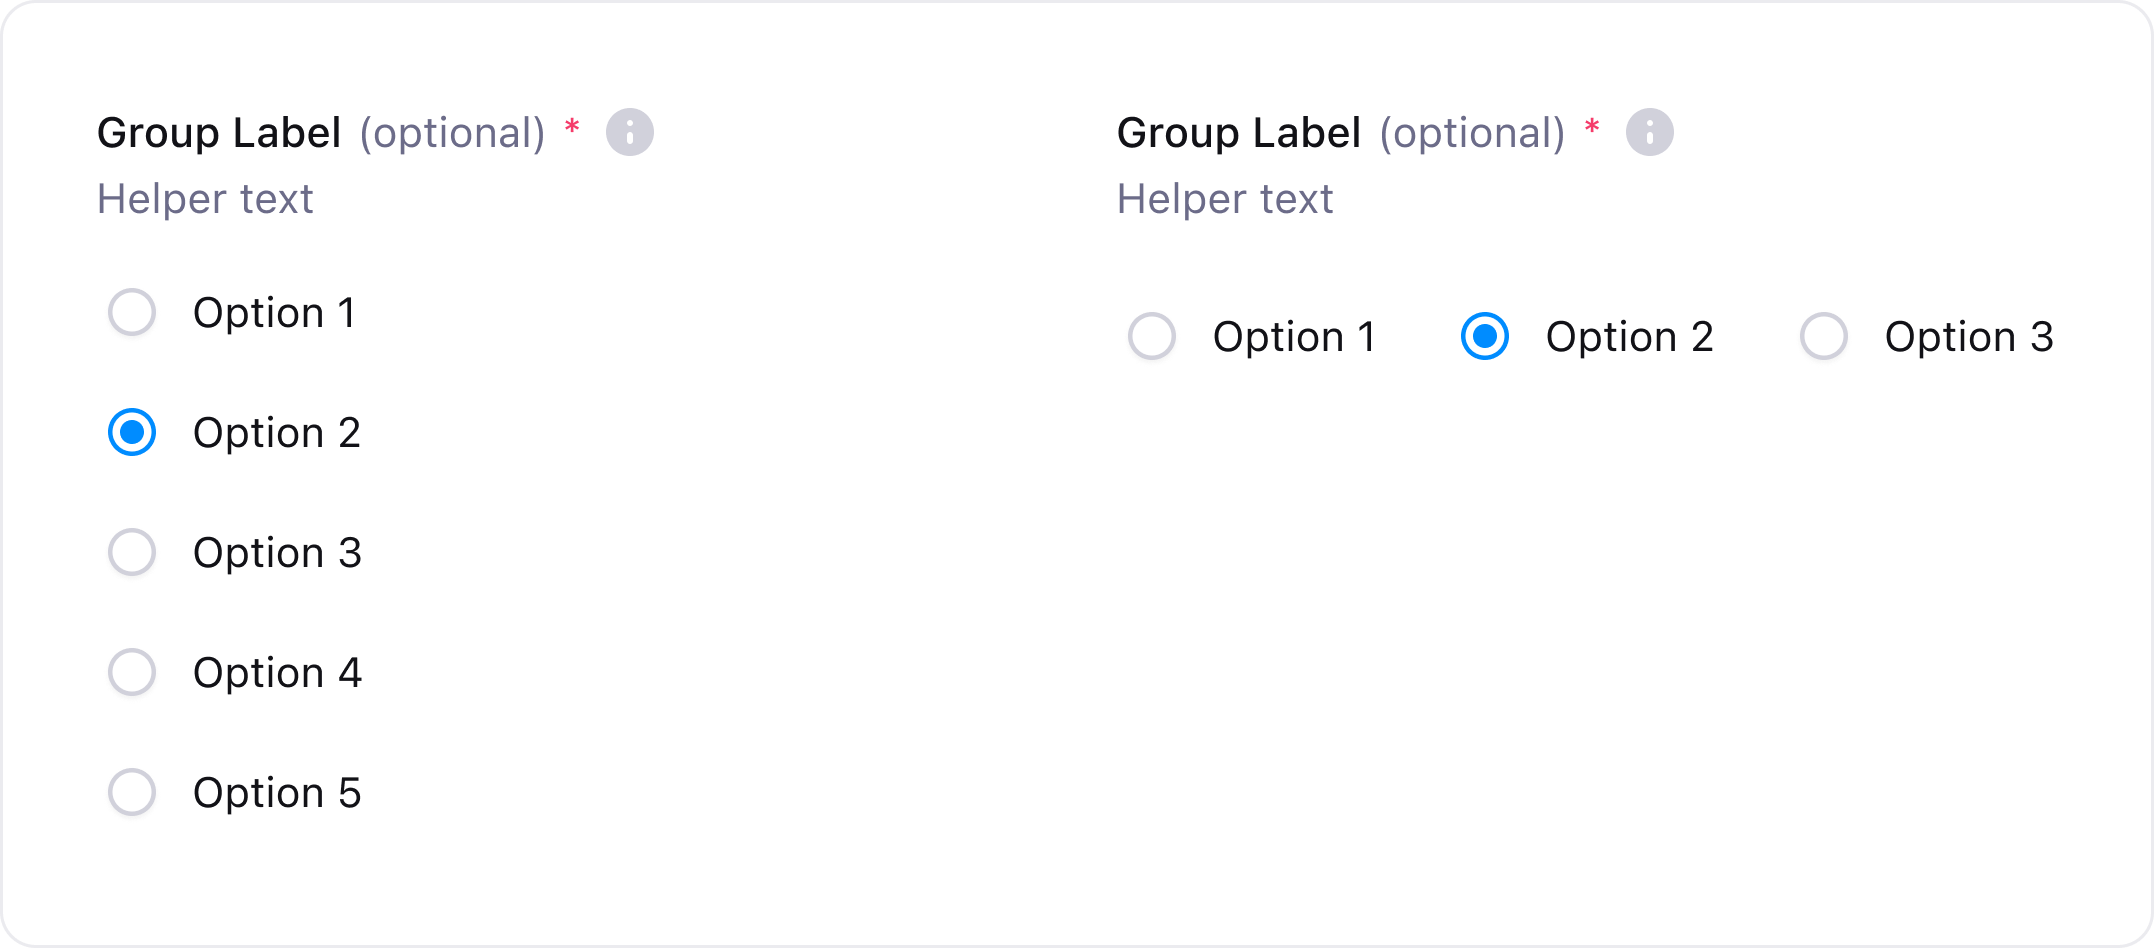 Group Label (optional) *
Helper text
Option 1
Option 2
Option 3
Option 4
Option 5
Group Label (optional) *
Helper text
Option 1 Option 2 Option 3